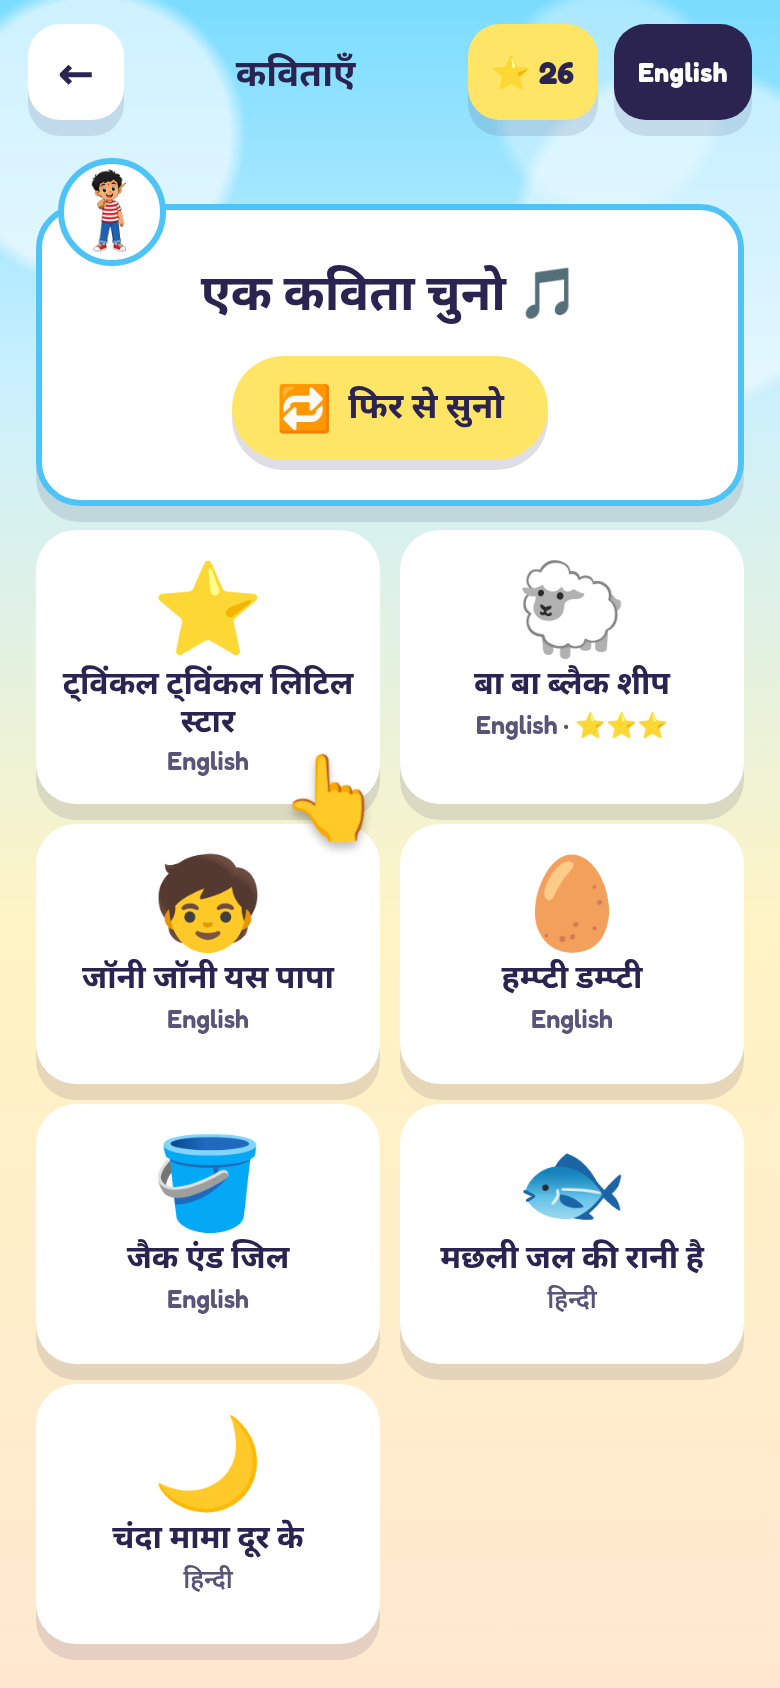 ←
कविताएँ
⭐ 26
English
एक कविता चुनो 🎵
🔁 फिर से सुनो
ट्विंकल ट्विंकल लिटिल
स्टार
English
बा बा ब्लैक शीप
English · ⭐⭐⭐
जॉनी जॉनी यस पापा
English
हम्प्टी डम्प्टी
English
जैक एंड जिल
English
मछली जल की रानी है
हिन्दी
चंदा मामा दूर के
हिन्दी